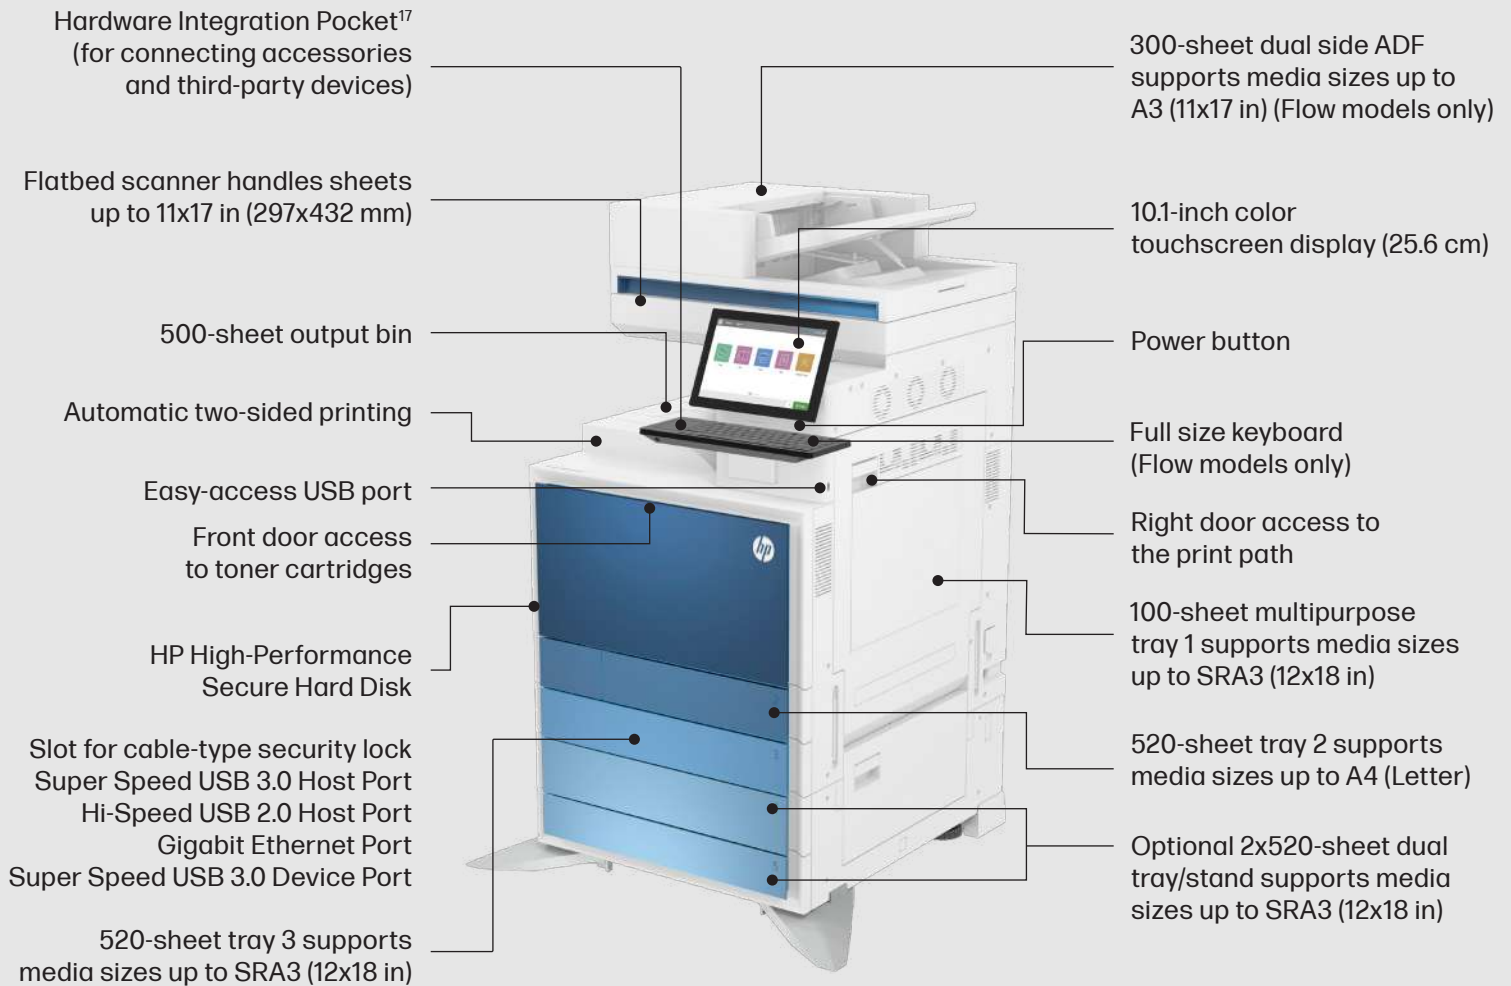 Hardware Integration Pocket17
(for connecting accessories
and third-party devices)
Flatbed scanner handles sheets
up to 11x17 in (297x432 mm)
500-sheet output bin
Automatic two-sided printing
Easy-access USB port
Front door access
to toner cartridges
HP High-Performance
Secure Hard Disk
Slot for cable-type security lock
Super Speed USB 3.0 Host Port
Hi-Speed USB 2.0 Host Port
Gigabit Ethernet Port
Super Speed USB 3.0 Device Port
520-sheet tray 3 supports
media sizes up to SRA3 (12x18 in)
hp
300-sheet dual side ADF
supports media sizes up to
A3 (11x17 in) (Flow models only)
10.1-inch color
touchscreen display (25.6 cm)
Power button
Full size keyboard
(Flow models only)
Right door access to
the print path
100-sheet multipurpose
tray 1 supports media sizes
up to SRA3 (12x18 in)
520-sheet tray 2 supports
media sizes up to A4 (Letter)
Optional 2x520-sheet dual
tray/stand supports media
sizes up to SRA3 (12x18 in)